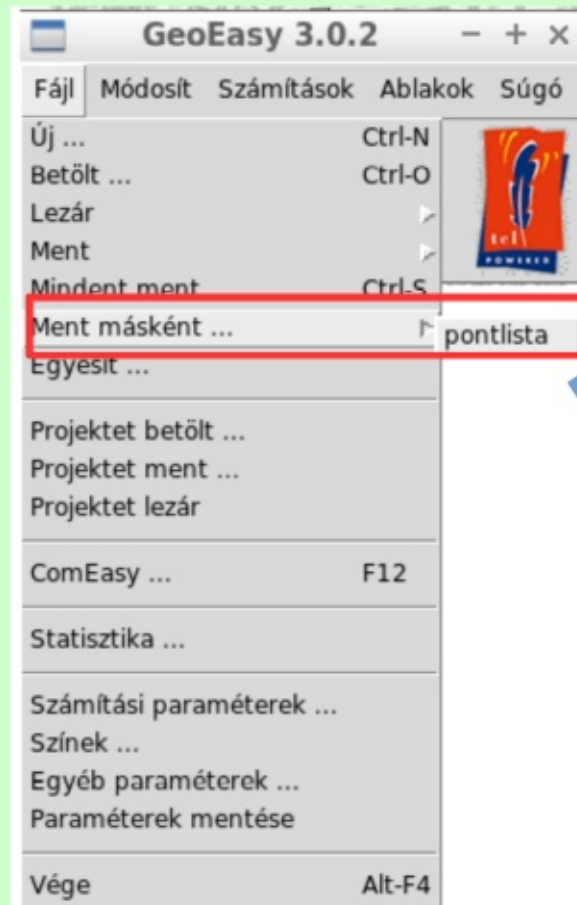 GeoEasy 3.0.2
Fájl Módosít Számítások Ablakok Súgó
Új ... Ctrl-N
Betölt ... Ctrl-O
Lezár
Ment
Mindent ment Ctrl-S
Ment másként ... pontlista
Egyesít ...
Projektet betölt ...
Projektet ment ...
Projektet lezár
ComEasy ... F12
Statisztika ...
Számítási paraméterek ...
Színek ...
Egyéb paraméterek ...
Paraméterek mentése
Vége Alt-F4
tcl
POWERED